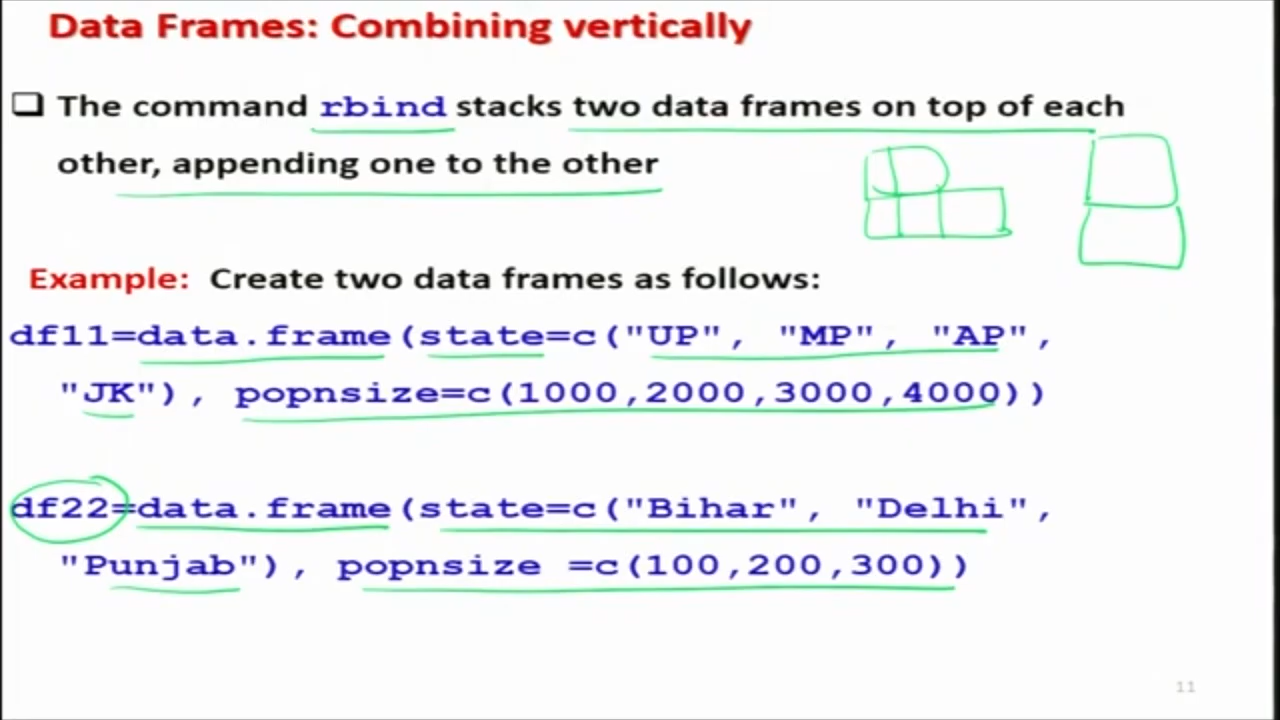 Data Frames: Combining vertically
The command rbind stacks two data frames on top of each
other, appending one to the other
Example: Create two data frames as follows:
df11=data.frame(state=c("UP", "MP", "AP",
"JK"), popnsize=c(1000,2000,3000,4000))
df22=data.frame(state=c("Bihar", "Delhi",
"Punjab"), popnsize =c(100,200,300))
11